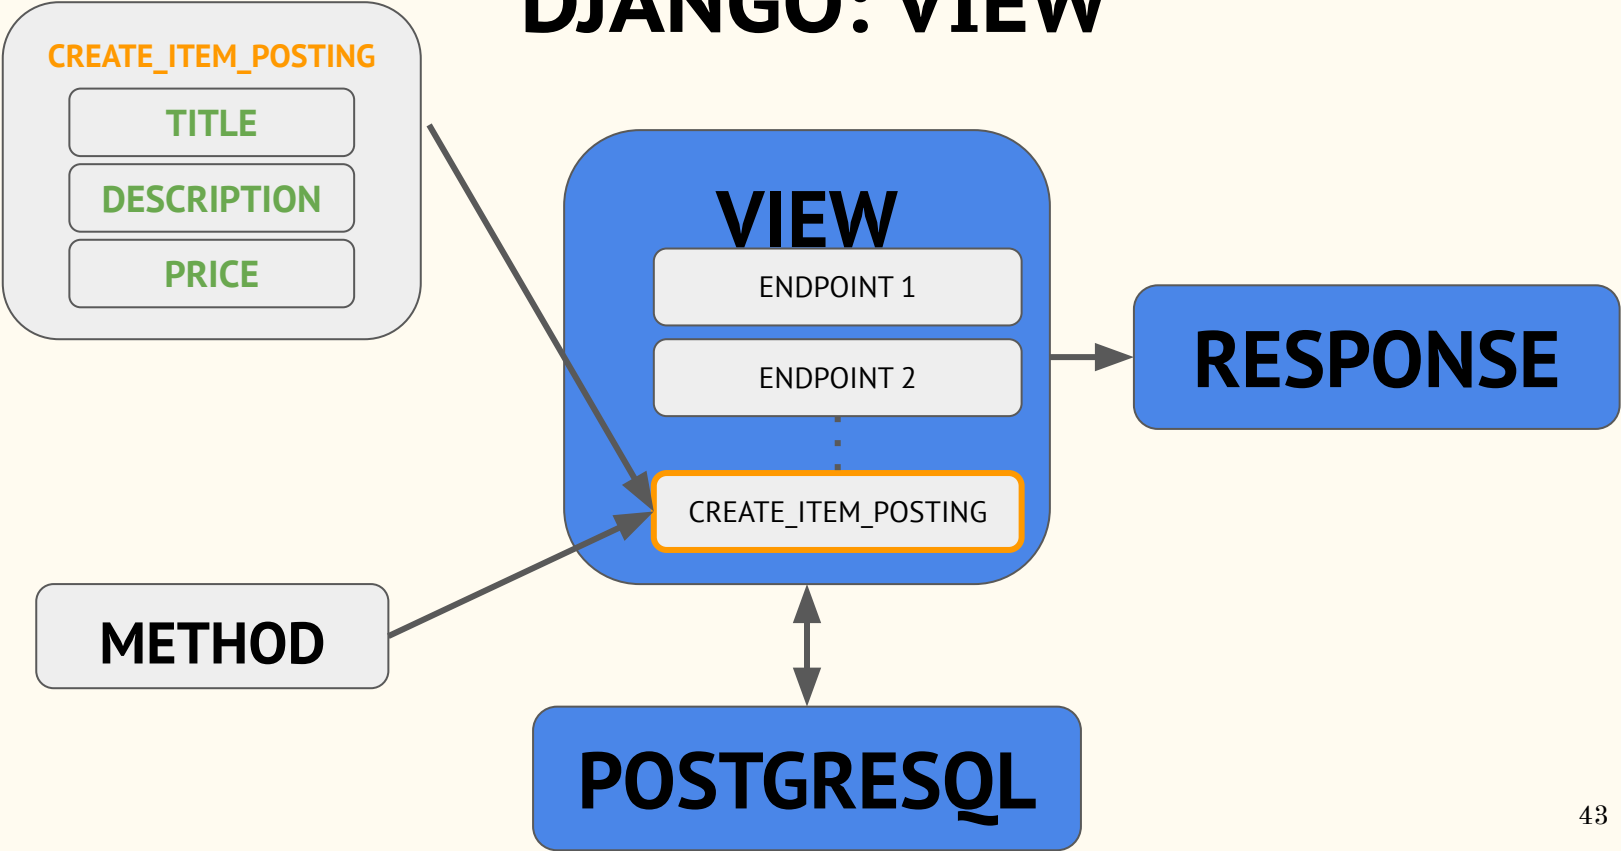 DJANGO: VIEW
CREATE_ITEM_POSTING
TITLE
DESCRIPTION
PRICE
VIEW
ENDPOINT 1
ENDPOINT 2
CREATE_ITEM_POSTING
RESPONSE
METHOD
POSTGRESQL
43